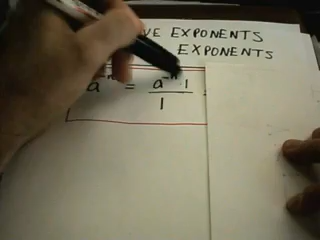 VE EXPONENTS
EXPONENTS
a⁻ⁿ = a⁻ⁿ·1 / 1